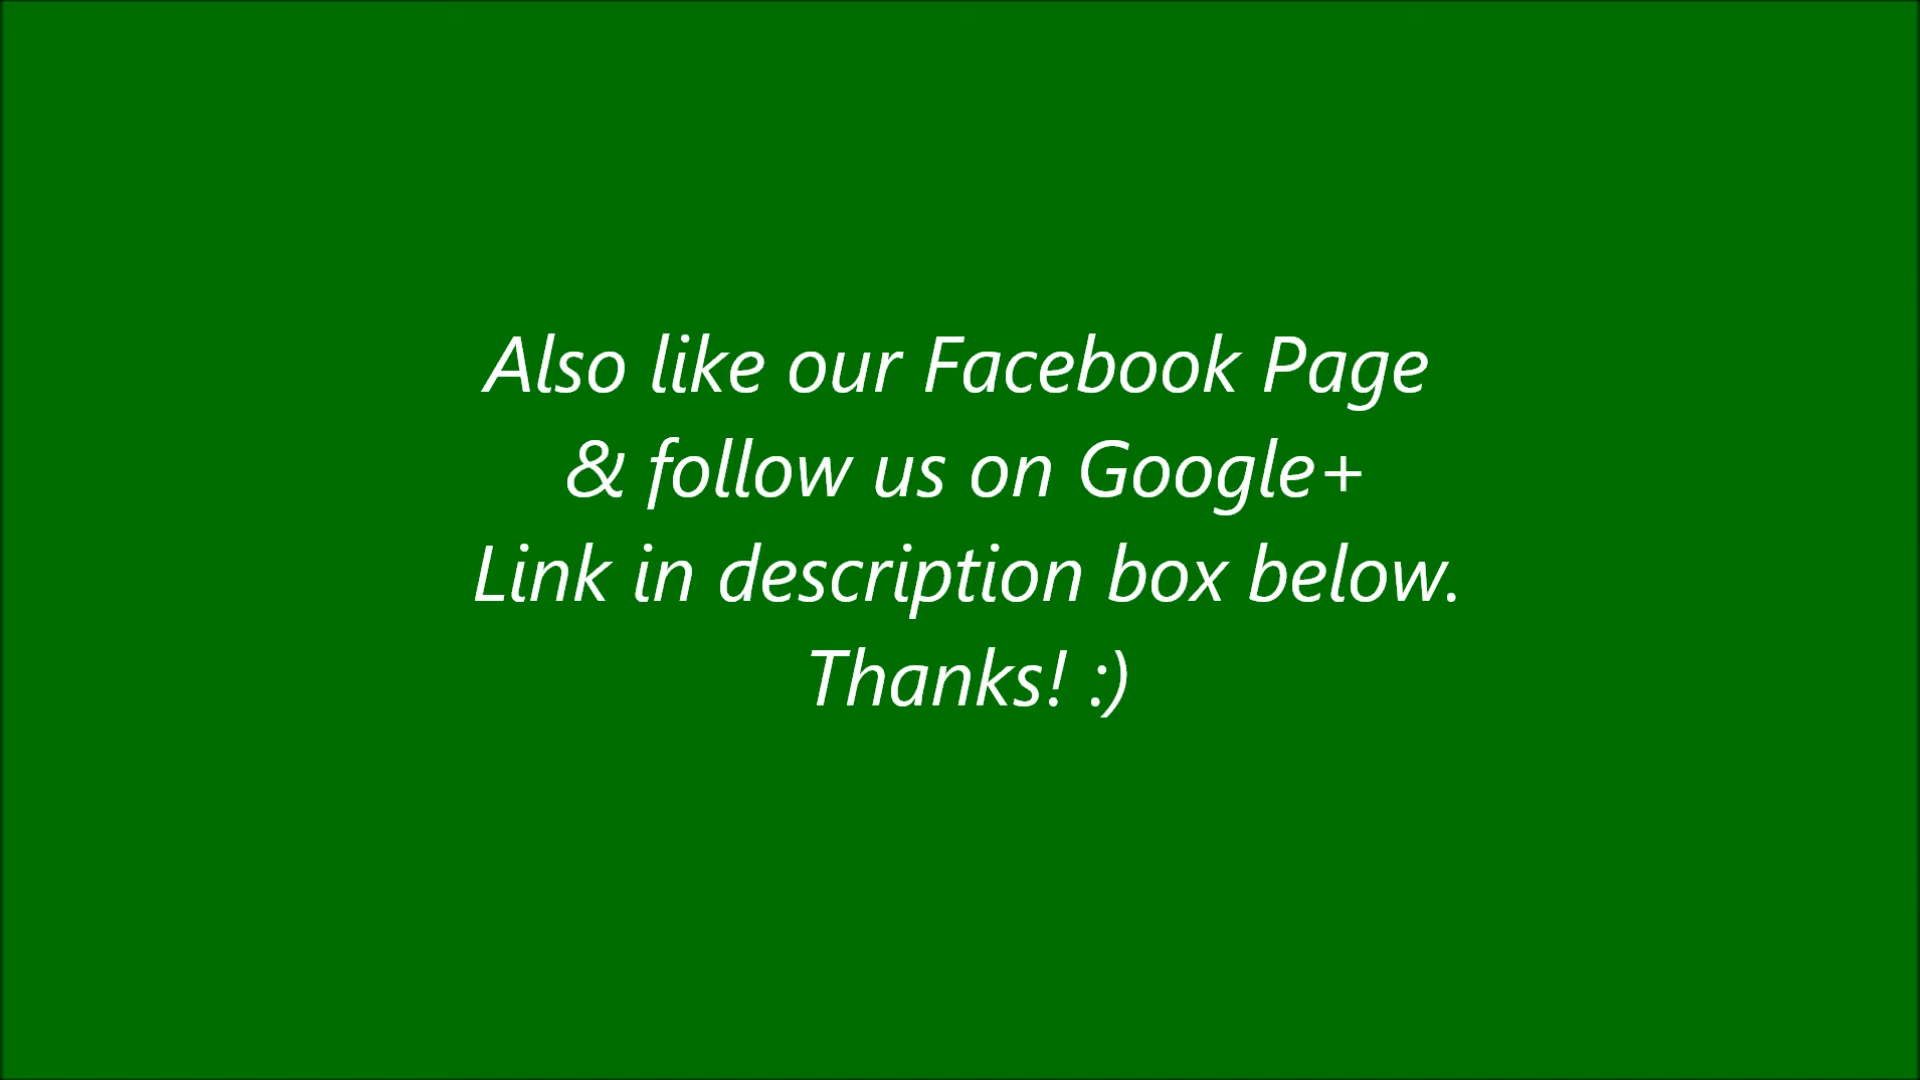 Also like our Facebook Page
& follow us on Google+
Link in description box below.
Thanks! :)